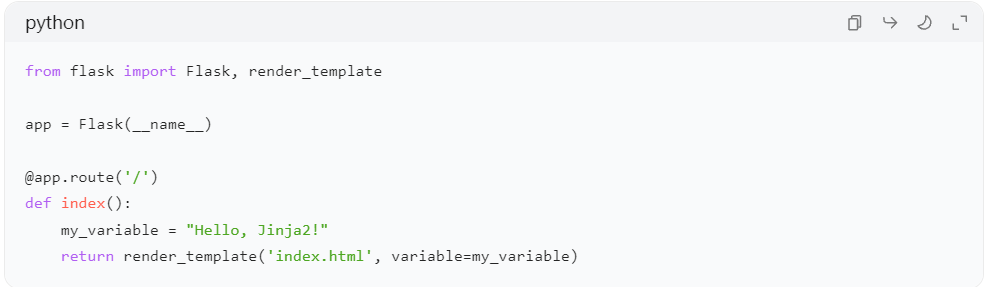 python
from flask import Flask, render_template
app = Flask(__name__)
@app.route('/')
def index():
    my_variable = "Hello, Jinja2!"
    return render_template('index.html', variable=my_variable)